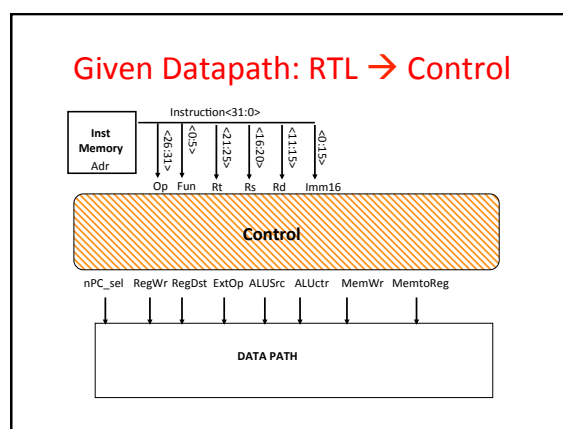 Given Datapath: RTL → Control
Instruction<31:0>
Inst
Memory
Adr
<26:31>
<0:5>
<21:25>
<16:20>
<11:15>
<0:15>
Op Fun Rt Rs Rd Imm16
Control
nPC_sel RegWr RegDst ExtOp ALUSrc ALUctr MemWr MemtoReg
DATA PATH